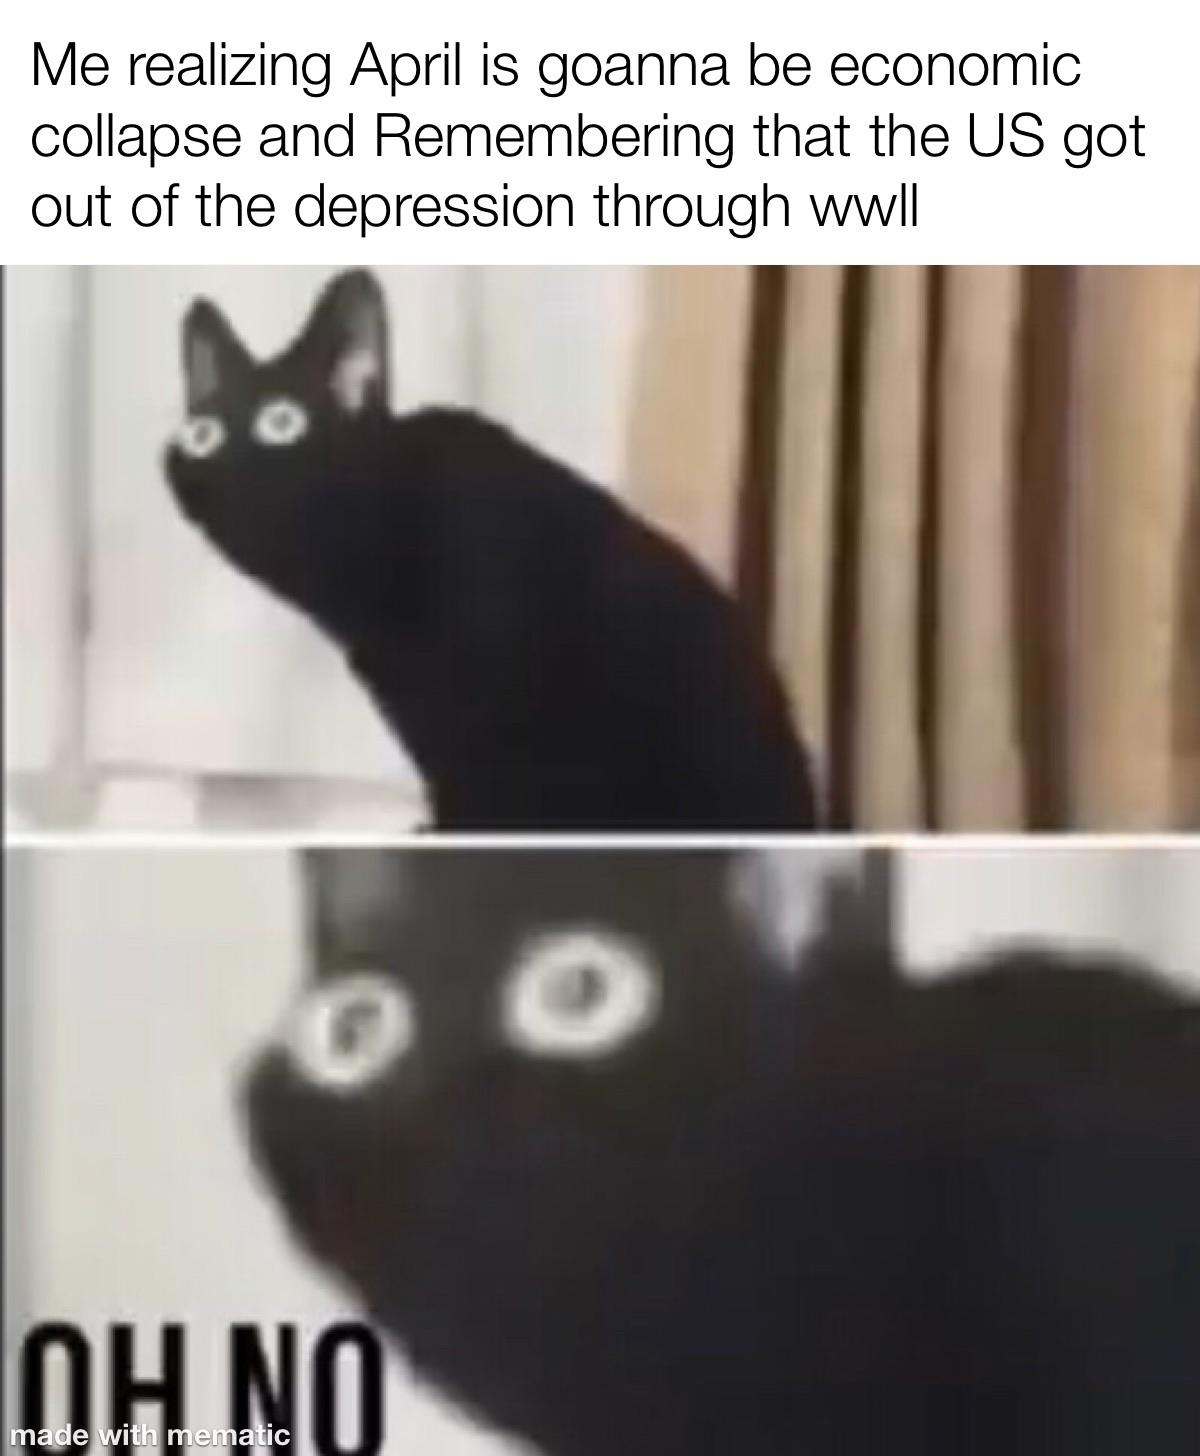 Me realizing April is goanna be economic
collapse and Remembering that the US got
out of the depression through wwll
OH NO
made with mematic